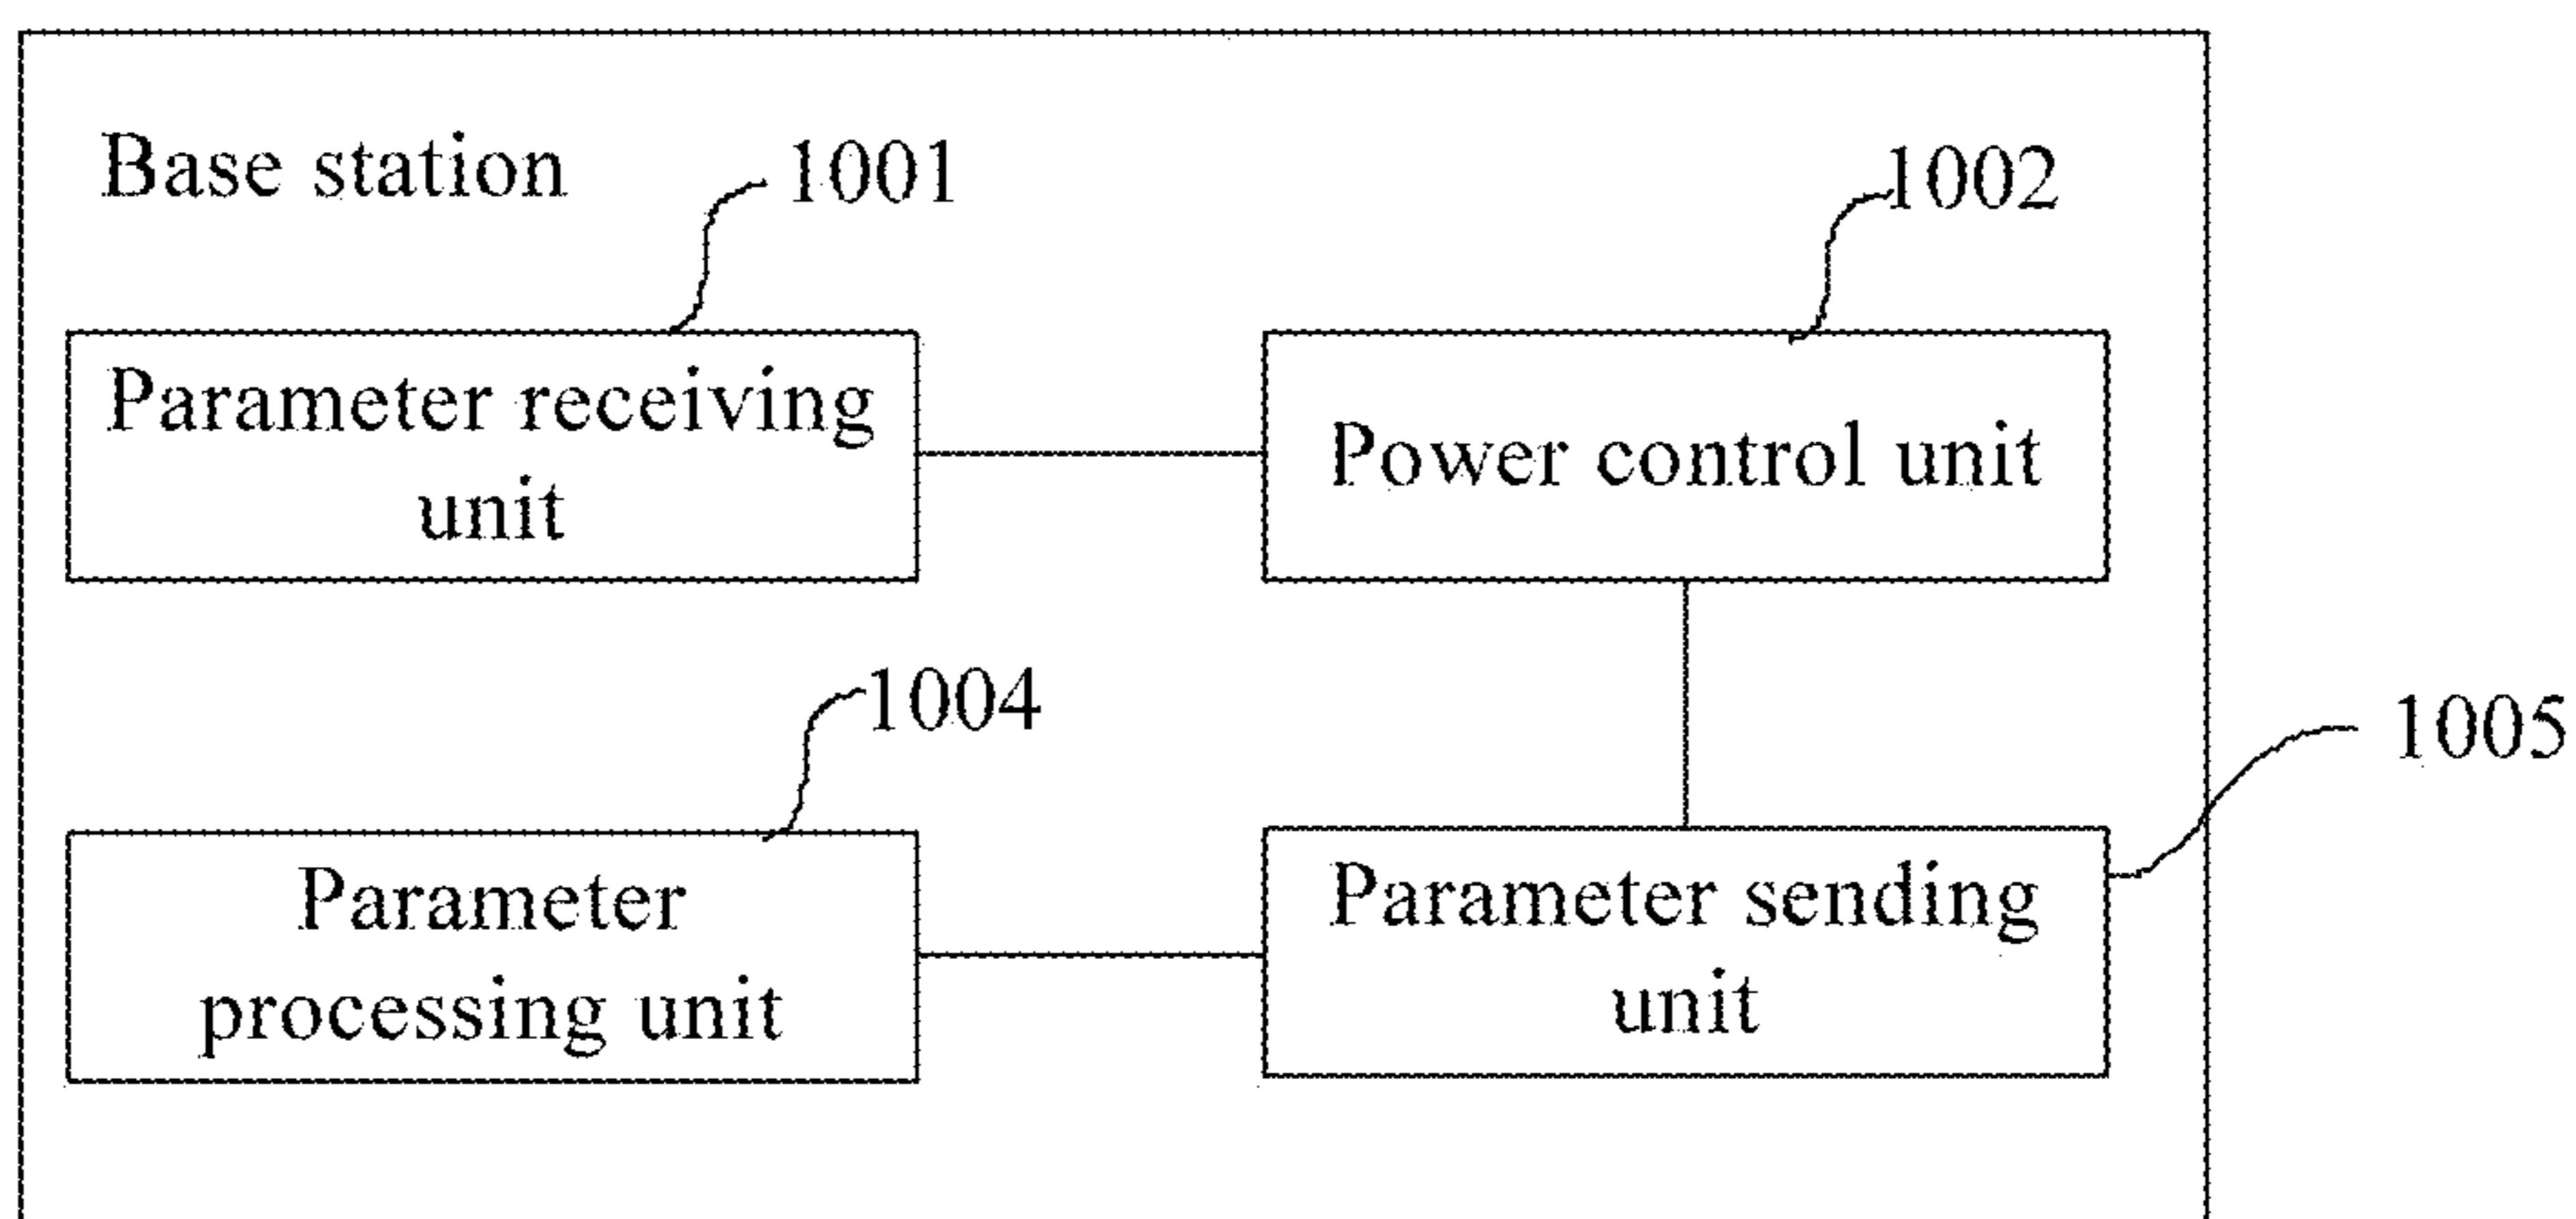 Base station
1001
1002
Parameter receiving
unit
Power control unit
1004
1005
Parameter
processing unit
Parameter sending
unit